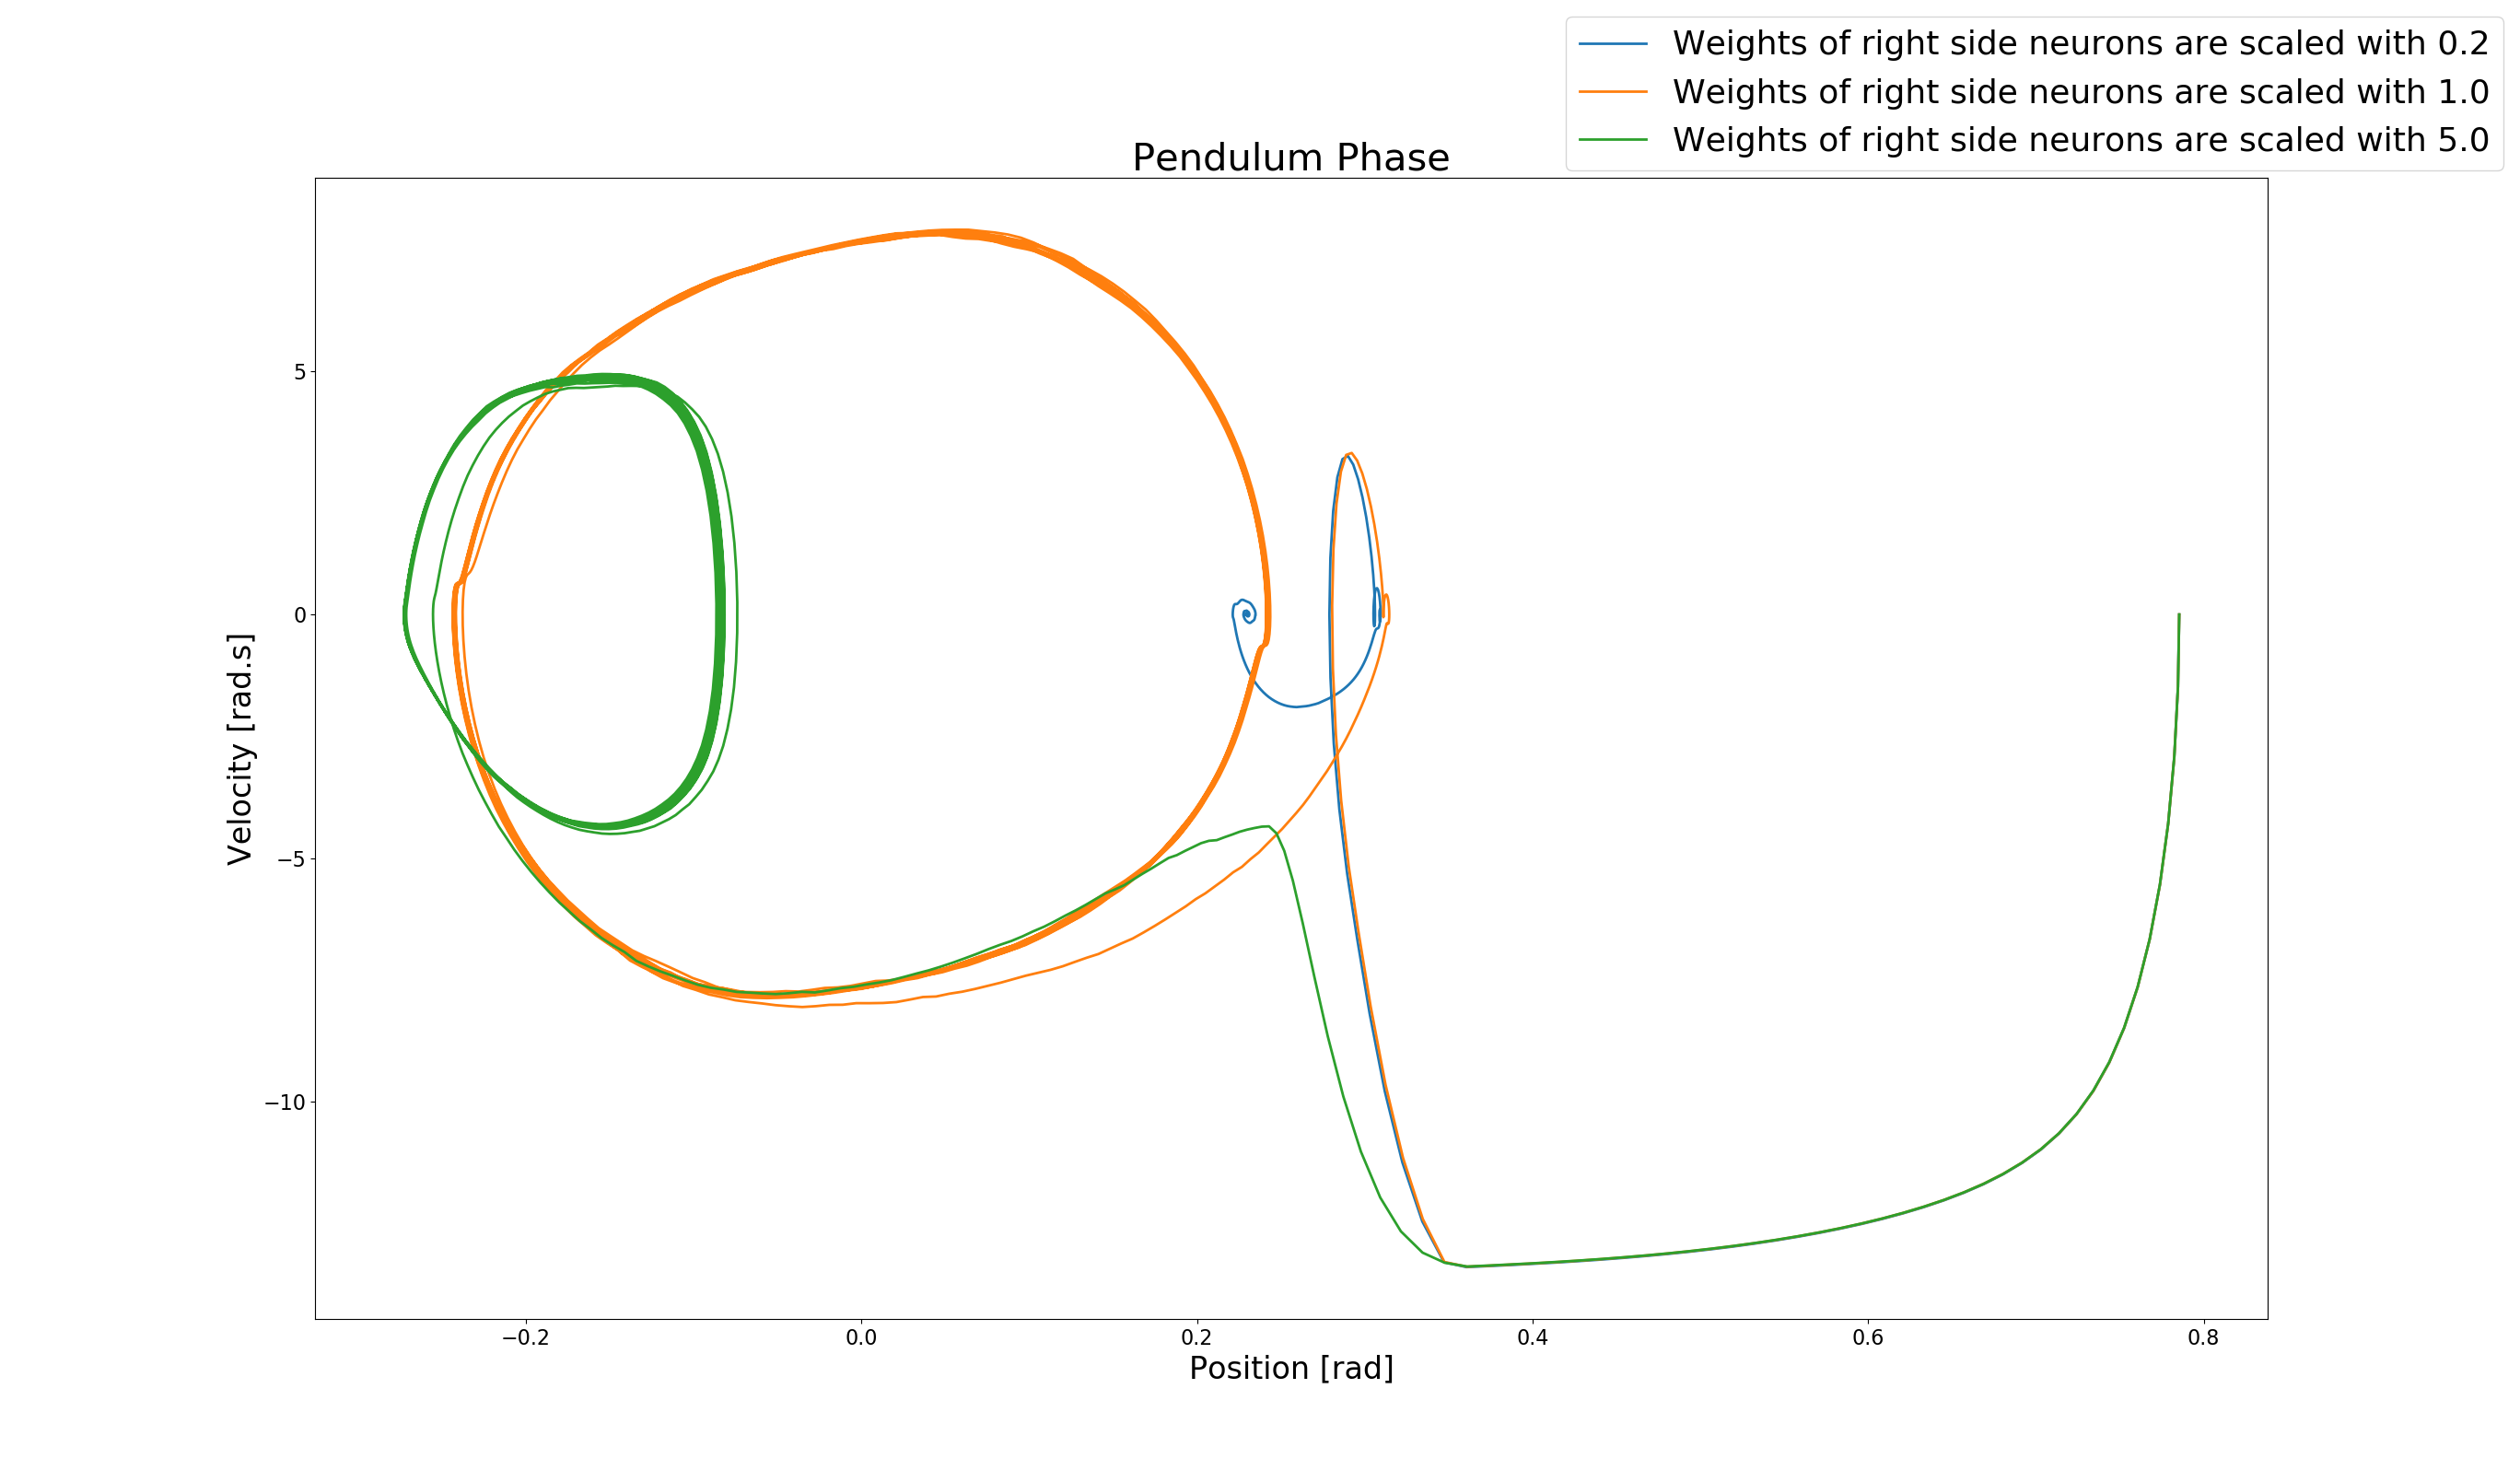 Weights of right side neurons are scaled with 0.2
Weights of right side neurons are scaled with 1.0
Weights of right side neurons are scaled with 5.0
Pendulum Phase
5
0
−5
−10
Velocity [rad.s]
−0.2
0.0
0.2
0.4
0.6
0.8
Position [rad]